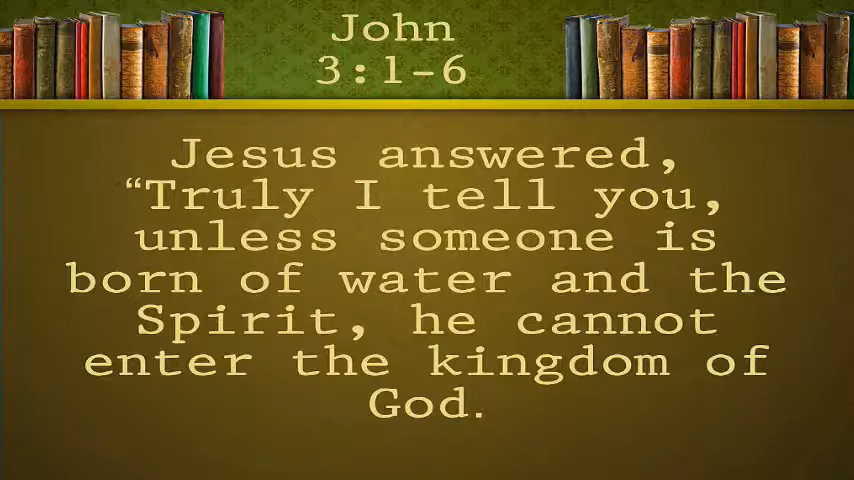 John
3:1-6
Jesus answered,
“Truly I tell you,
unless someone is
born of water and the
Spirit, he cannot
enter the kingdom of
God.